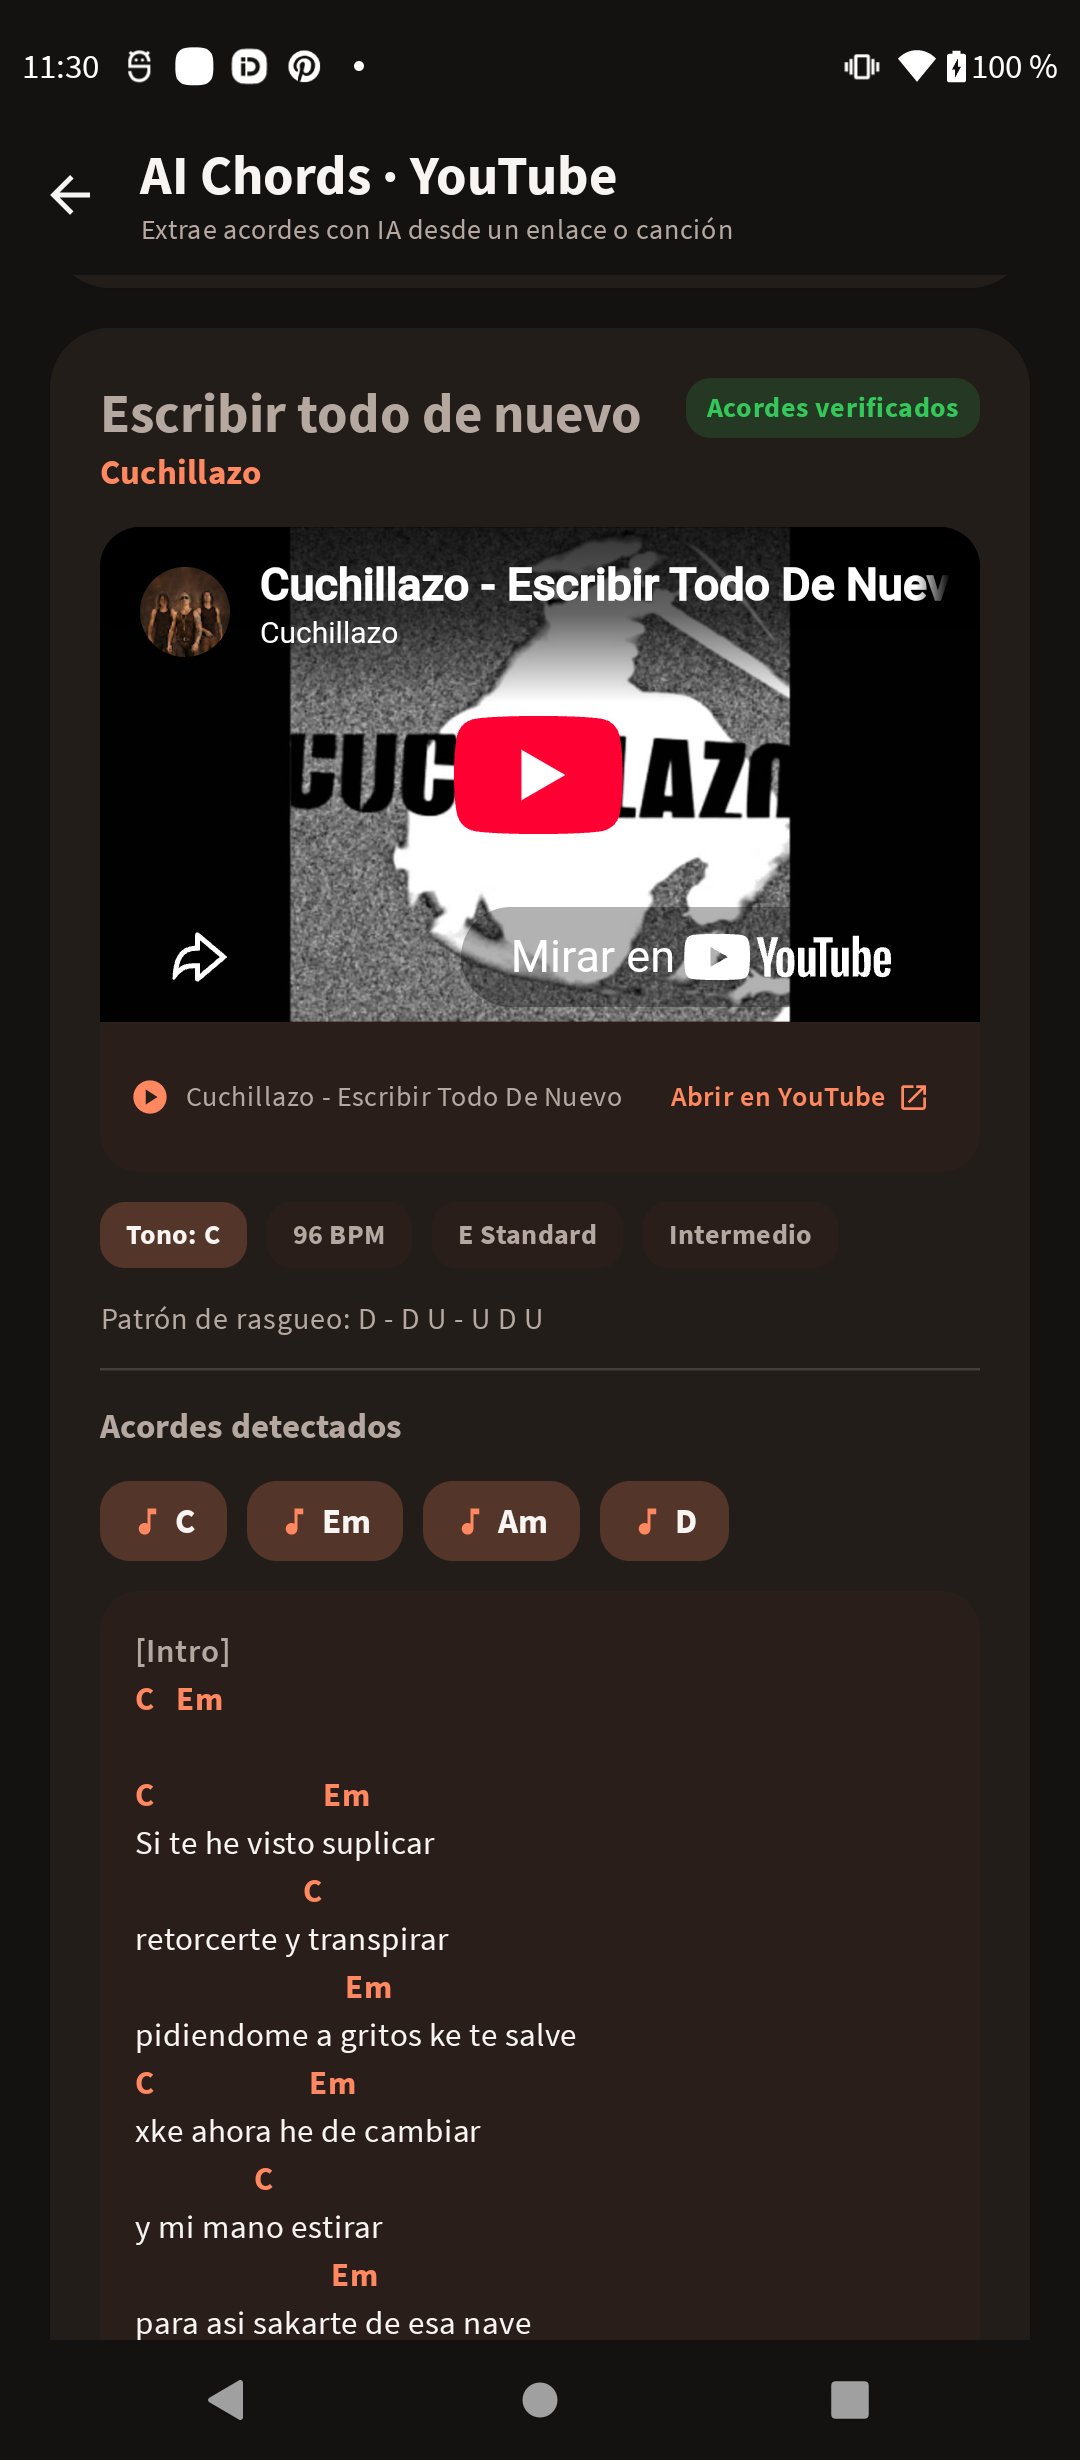 11:30
100 %
AI Chords · YouTube
Extrae acordes con IA desde un enlace o canción
Escribir todo de nuevo
Acordes verificados
Cuchillazo
Cuchillazo - Escribir Todo De Nuev
Cuchillazo
Mirar en YouTube
Cuchillazo - Escribir Todo De Nuevo
Abrir en YouTube
Tono: C
96 BPM
E Standard
Intermedio
Patrón de rasgueo: D - D U - U D U
Acordes detectados
C
Em
Am
D
[Intro]
C Em
C Em
Si te he visto suplicar
C
retorcerte y transpirar
Em
pidiendome a gritos ke te salve
C Em
xke ahora he de cambiar
C
y mi mano estirar
Em
para asi sakarte de esa nave